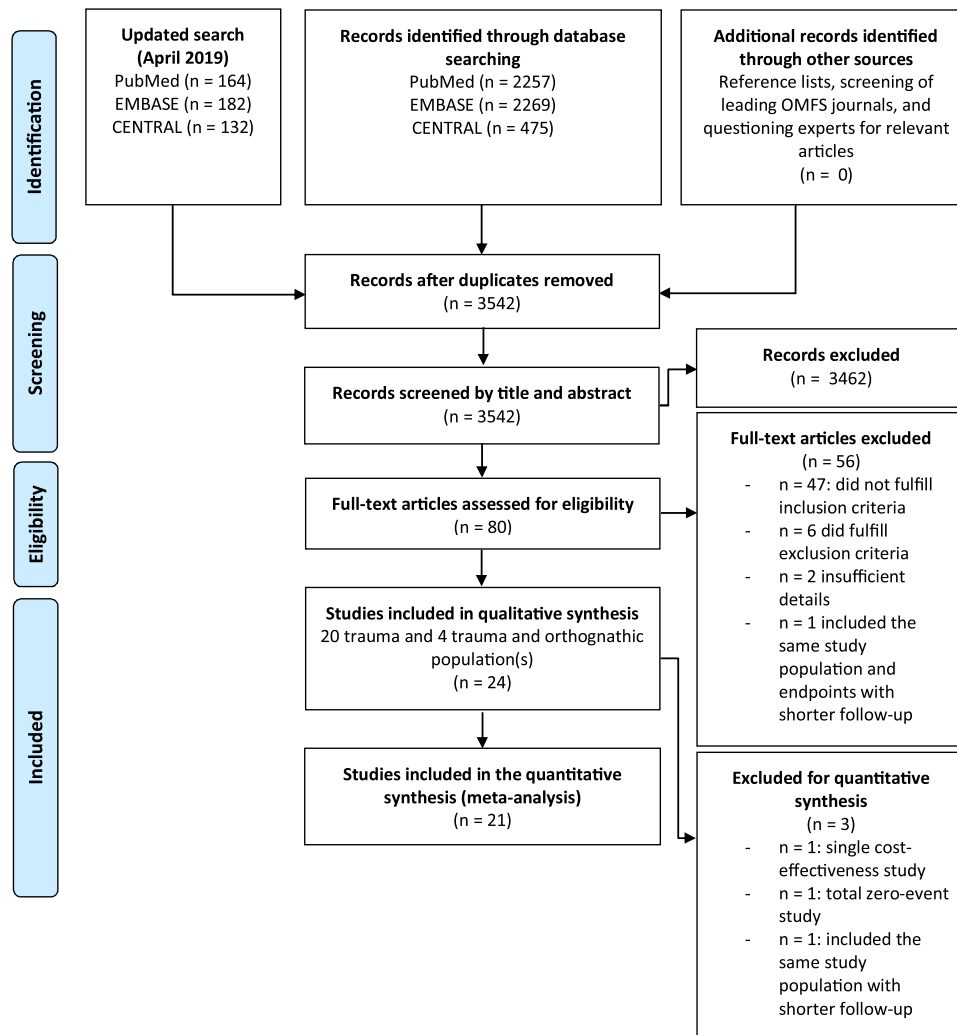 Identification
Updated search
(April 2019)
PubMed (n = 164)
EMBASE (n = 182)
CENTRAL (n = 132)
Records identified through database
searching
PubMed (n = 2257)
EMBASE (n = 2269)
CENTRAL (n = 475)
Additional records identified
through other sources
Reference lists, screening of
leading OMFS journals, and
questioning experts for relevant
articles
(n =  0)
Screening
Records after duplicates removed
(n = 3542)
Records screened by title and abstract
(n = 3542)
Records excluded
(n =  3462)
Eligibility
Full-text articles assessed for eligibility
(n = 80)
Full-text articles excluded
(n = 56)
- n = 47: did not fulfill
inclusion criteria
- n = 6 did fulfill
exclusion criteria
- n = 2 insufficient
details
- n = 1 included the
same study
population and
endpoints with
shorter follow-up
Included
Studies included in qualitative synthesis
20 trauma and 4 trauma and orthognathic
population(s)
(n = 24)
Studies included in the quantitative
synthesis (meta-analysis)
(n = 21)
Excluded for quantitative
synthesis
(n = 3)
- n = 1: single cost-
effectiveness study
- n = 1: total zero-event
study
- n = 1: included the
same study
population with
shorter follow-up